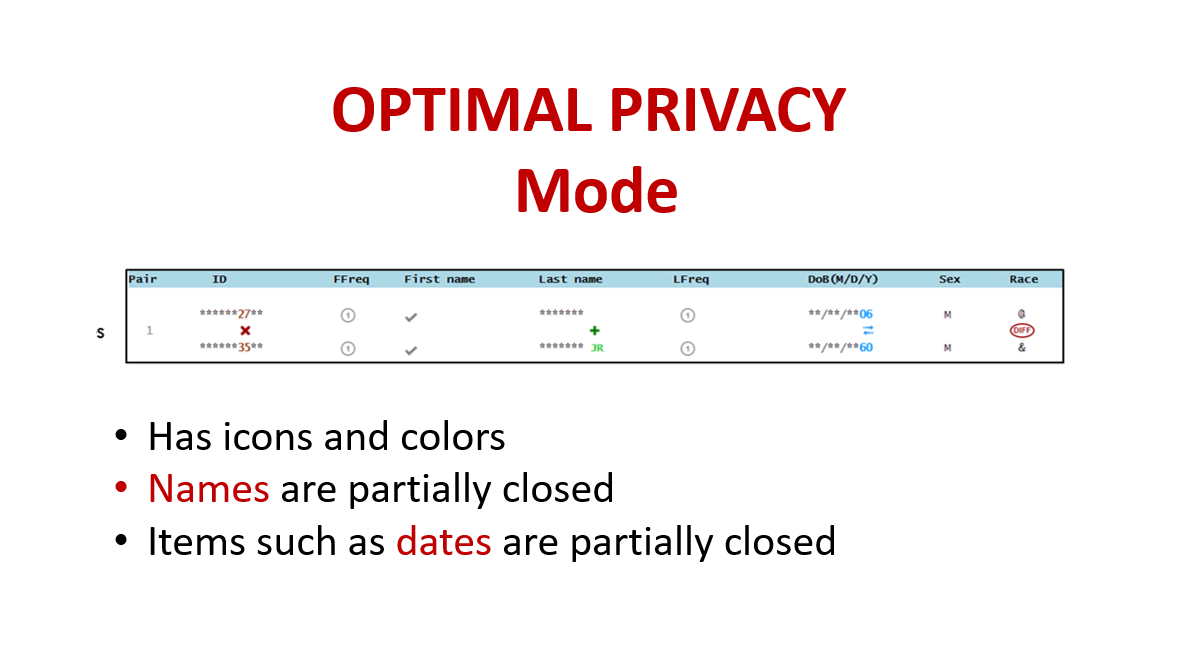 OPTIMAL PRIVACY
Mode
Pair ID FFreq First name Last name LFreq DoB(M/D/Y) Sex Race
******27** 1 ✔ ******* 1 **/**/**06 M @
S 1 ✖ + ⇄ DIFF
******35** 1 ✔ ******* JR 1 **/**/**60 M &
• Has icons and colors
• Names are partially closed
• Items such as dates are partially closed